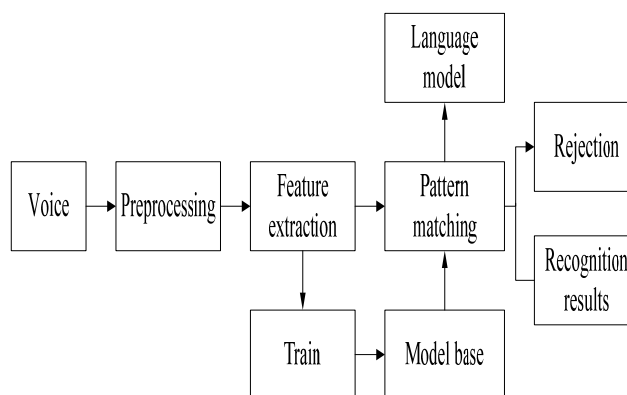 Language
model
Rejection
Voice
Preprocessing
Feature
extraction
Pattern
matching
Recognition
results
Train
Model base